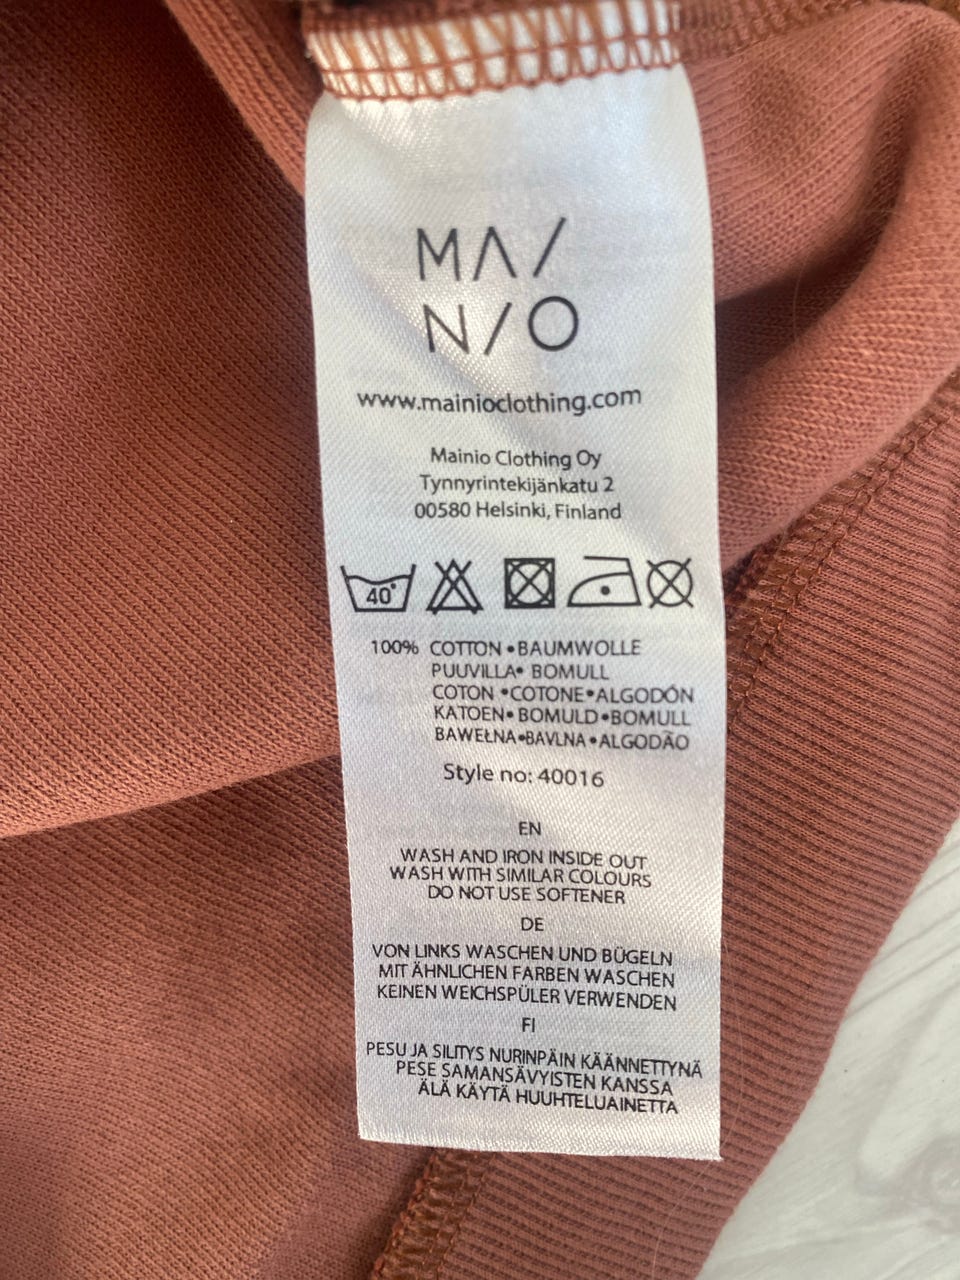 MA/
N/O
www.mainioclothing.com
Mainio Clothing Oy
Tynnyrintekijänkatu 2
00580 Helsinki, Finland
40°
100% COTTON •BAUMWOLLE
PUUVILLA• BOMULL
COTON •COTONE•ALGODÓN
KATOEN• BOMULD•BOMULL
BAWEŁNA•BAVLNA•ALGODÃO
Style no: 40016
EN
WASH AND IRON INSIDE OUT
WASH WITH SIMILAR COLOURS
DO NOT USE SOFTENER
DE
VON LINKS WASCHEN UND BÜGELN
MIT ÄHNLICHEN FARBEN WASCHEN
KEINEN WEICHSPÜLER VERWENDEN
FI
PESU JA SILITYS NURINPÄIN KÄÄNNETTYNÄ
PESE SAMANSÄVYISTEN KANSSA
ÄLÄ KÄYTÄ HUUHTELUAINETTA